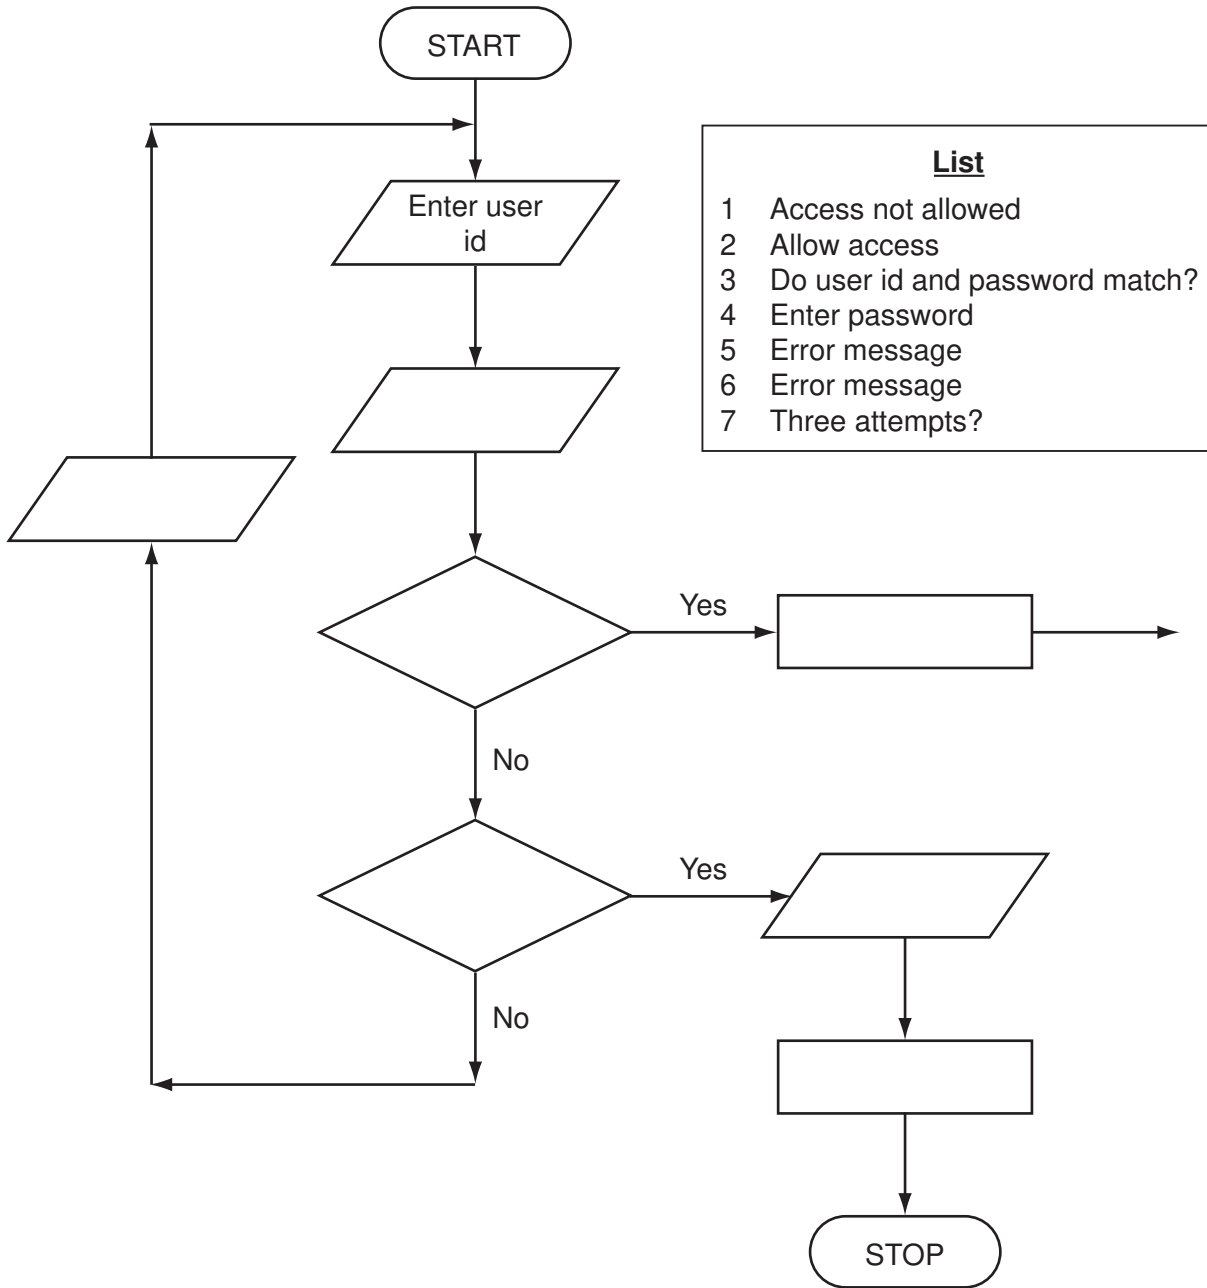 START
Enter user
id
List
1 Access not allowed
2 Allow access
3 Do user id and password match?
4 Enter password
5 Error message
6 Error message
7 Three attempts?
Yes
No
Yes
No
STOP